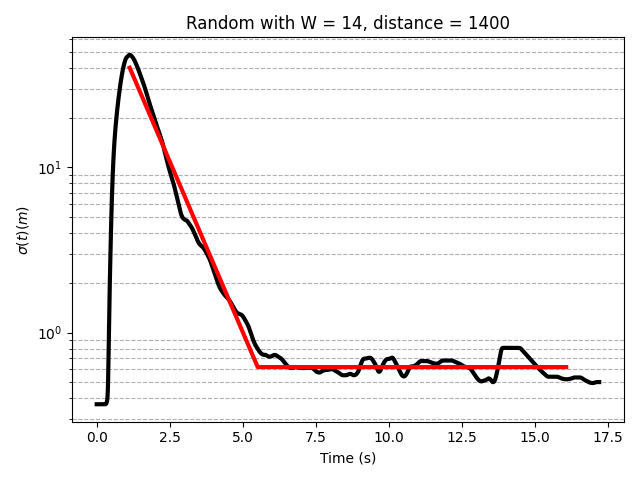 Random with W = 14, distance = 1400
σ(t)(m)
10¹
10⁰
0.0 2.5 5.0 7.5 10.0 12.5 15.0 17.5
Time (s)